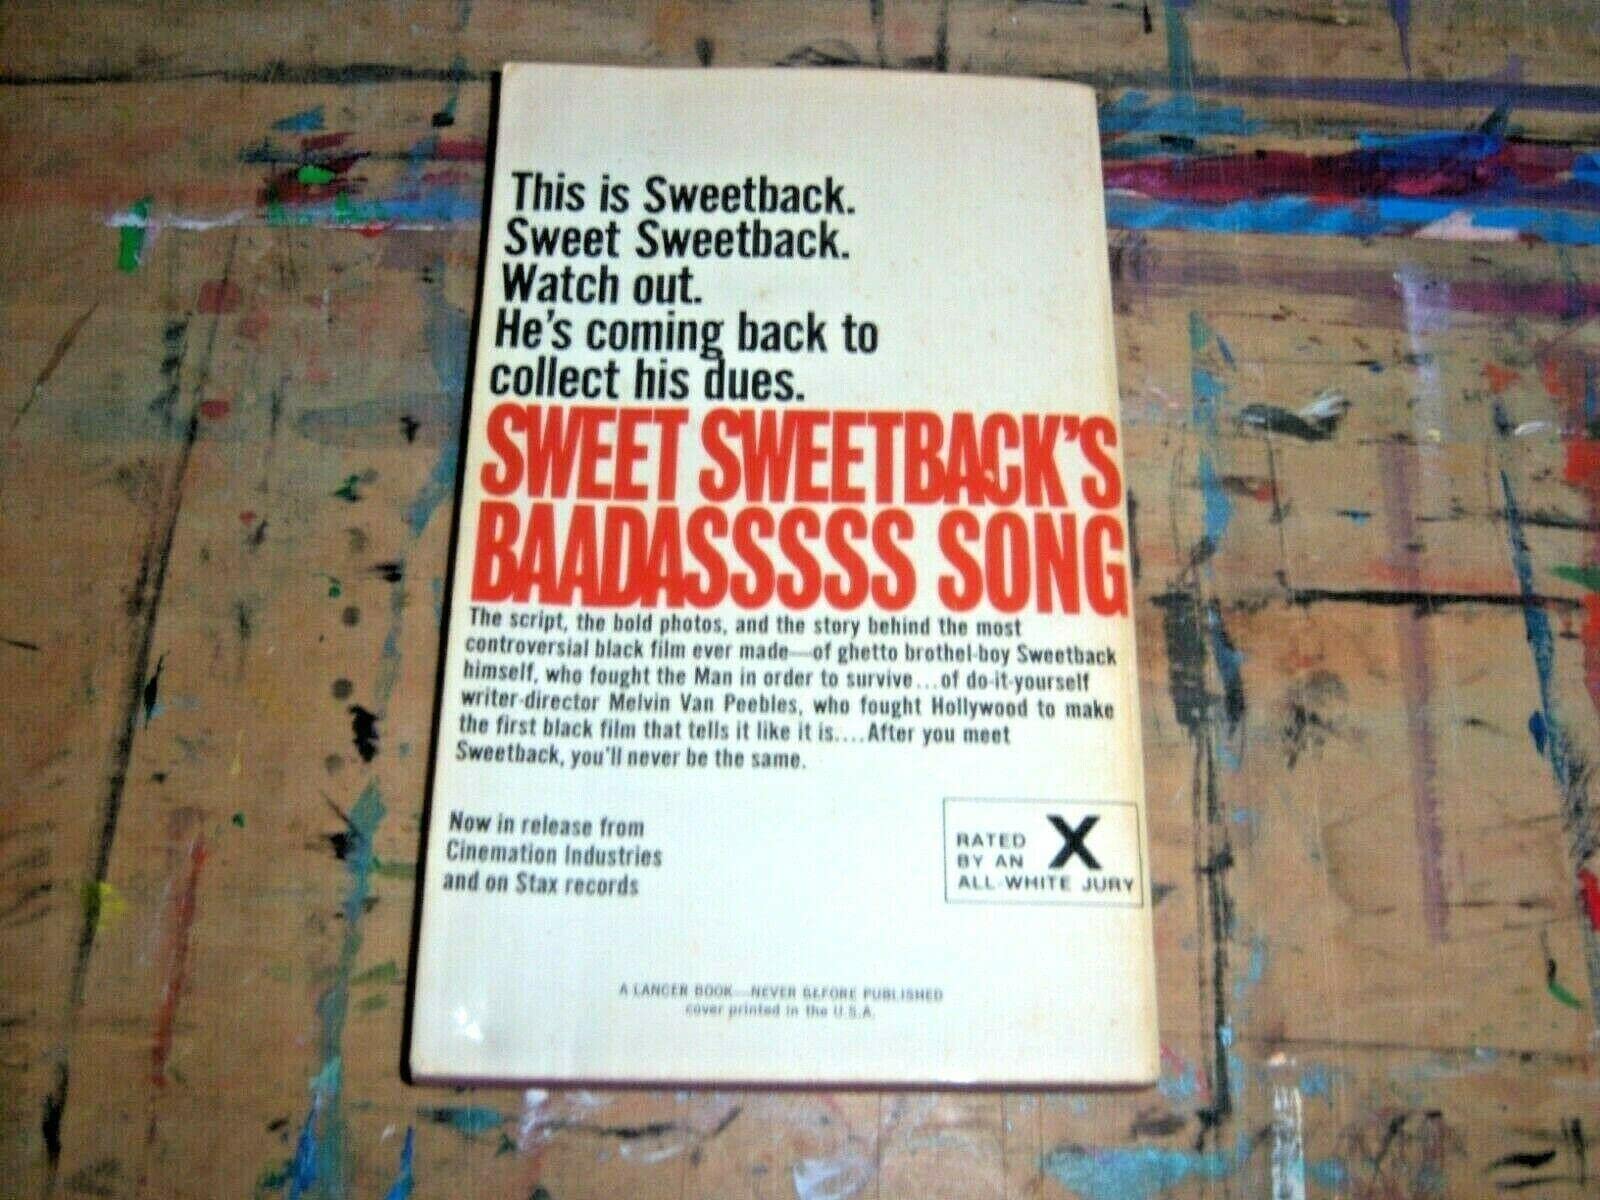 This is Sweetback.
Sweet Sweetback.
Watch out.
He's coming back to
collect his dues.
SWEET SWEETBACK'S
BAADASSSSS SONG
The script, the bold photos, and the story behind the most
controversial black film ever made—of ghetto brothel-boy Sweetback
himself, who fought the Man in order to survive...of do-it-yourself
writer-director Melvin Van Peebles, who fought Hollywood to make
the first black film that tells it like it is....After you meet
Sweetback, you'll never be the same.
Now in release from
Cinemation Industries
and on Stax records
RATED X
BY AN
ALL-WHITE JURY
A LANCER BOOK—NEVER BEFORE PUBLISHED
cover printed in the U.S.A.